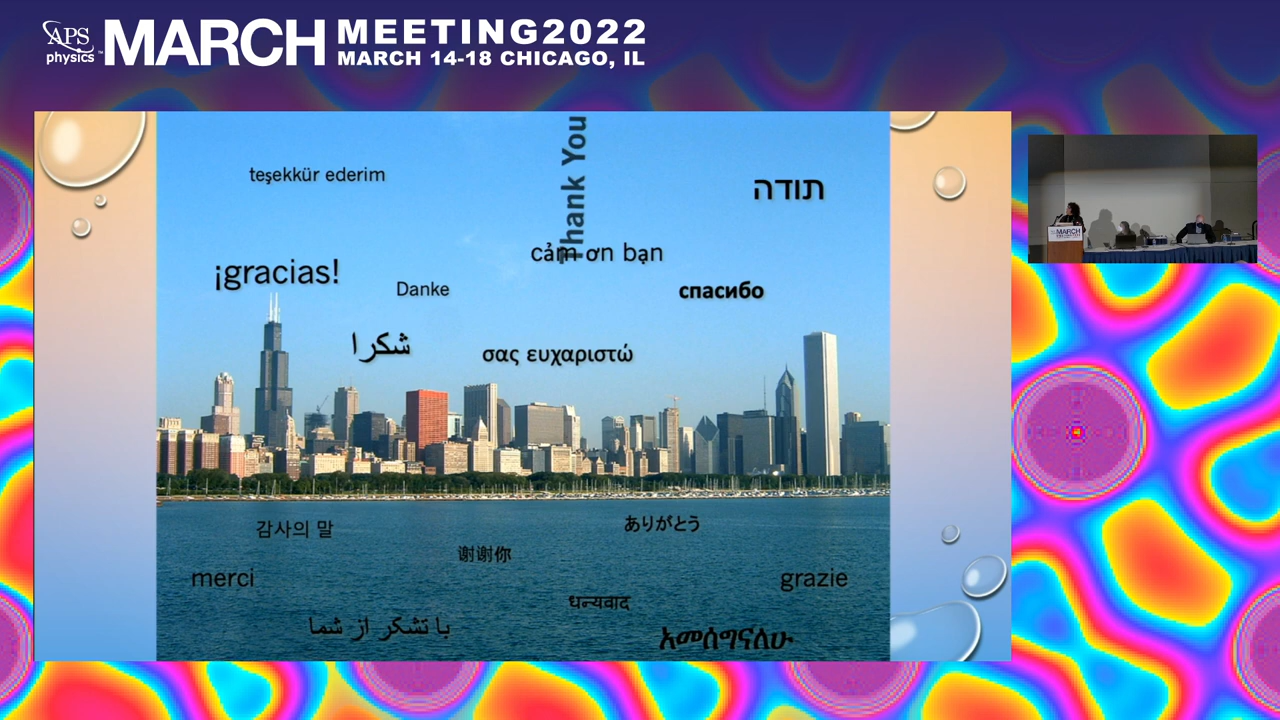 APS
physics
MARCH
MEETING2022
MARCH 14-18 CHICAGO, IL
Thank You
teşekkür ederim
תודה
cảm ơn bạn
¡gracias!
Danke
спасибо
شكرا
σας ευχαριστώ
감사의 말
ありがとう
谢谢你
merci
grazie
धन्यवाद
با تشکر از شما
አመሰግናለሁ
MARCH